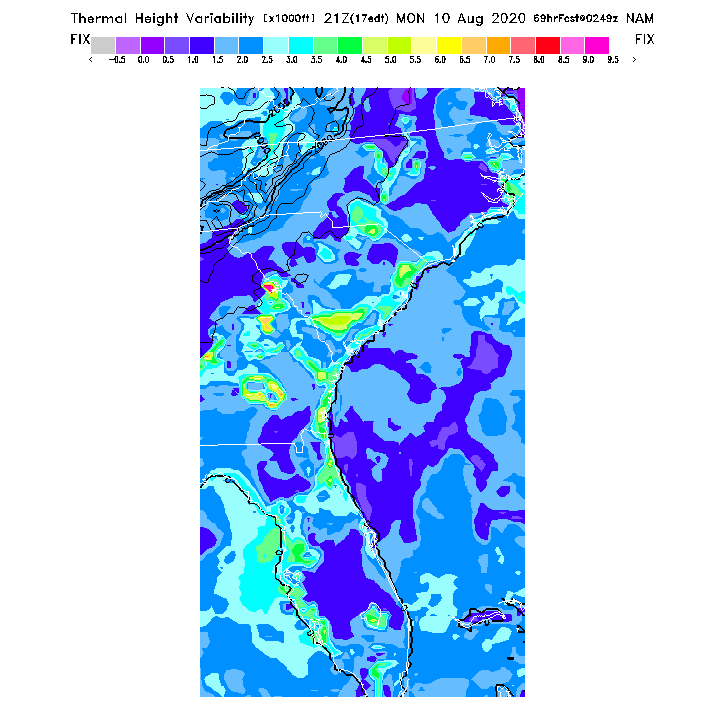 Thermal Height Variability [x1000ft] 21Z(17edt) MON 10 Aug 2020 69hrFcst@0249z NAM
FIX FIX
< -0.5 0.0 0.5 1.0 1.5 2.0 2.5 3.0 3.5 4.0 4.5 5.0 5.5 6.0 6.5 7.0 7.5 8.0 8.5 9.0 9.5 >